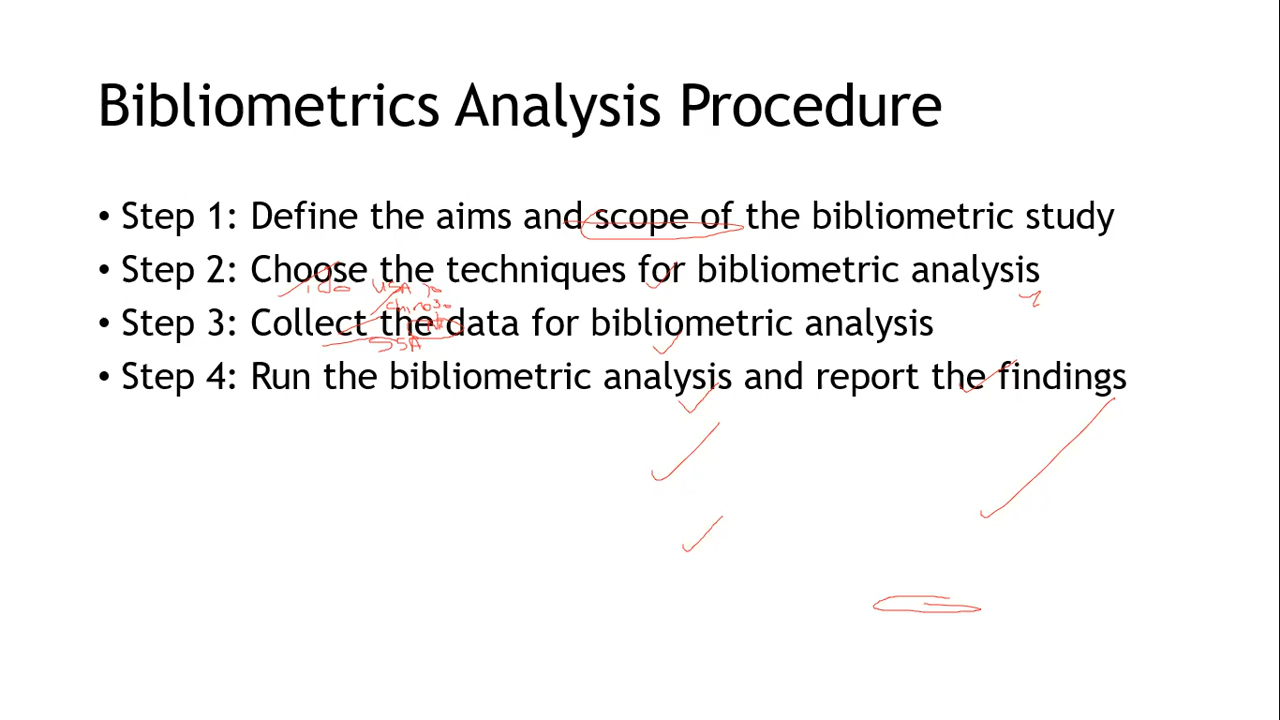 Bibliometrics Analysis Procedure
• Step 1: Define the aims and scope of the bibliometric study
• Step 2: Choose the techniques for bibliometric analysis
USA
• Step 3: Collect the data for bibliometric analysis
SSA
• Step 4: Run the bibliometric analysis and report the findings